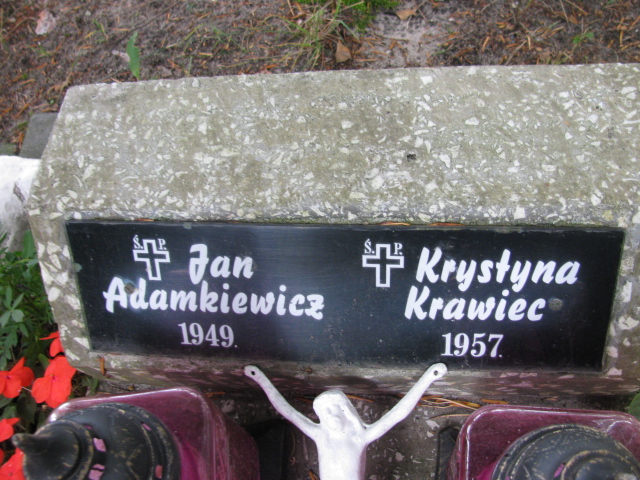 Ś.P.
Jan
Adamkiewicz
1949.
Ś.P.
Krystyna
Krawiec
1957.